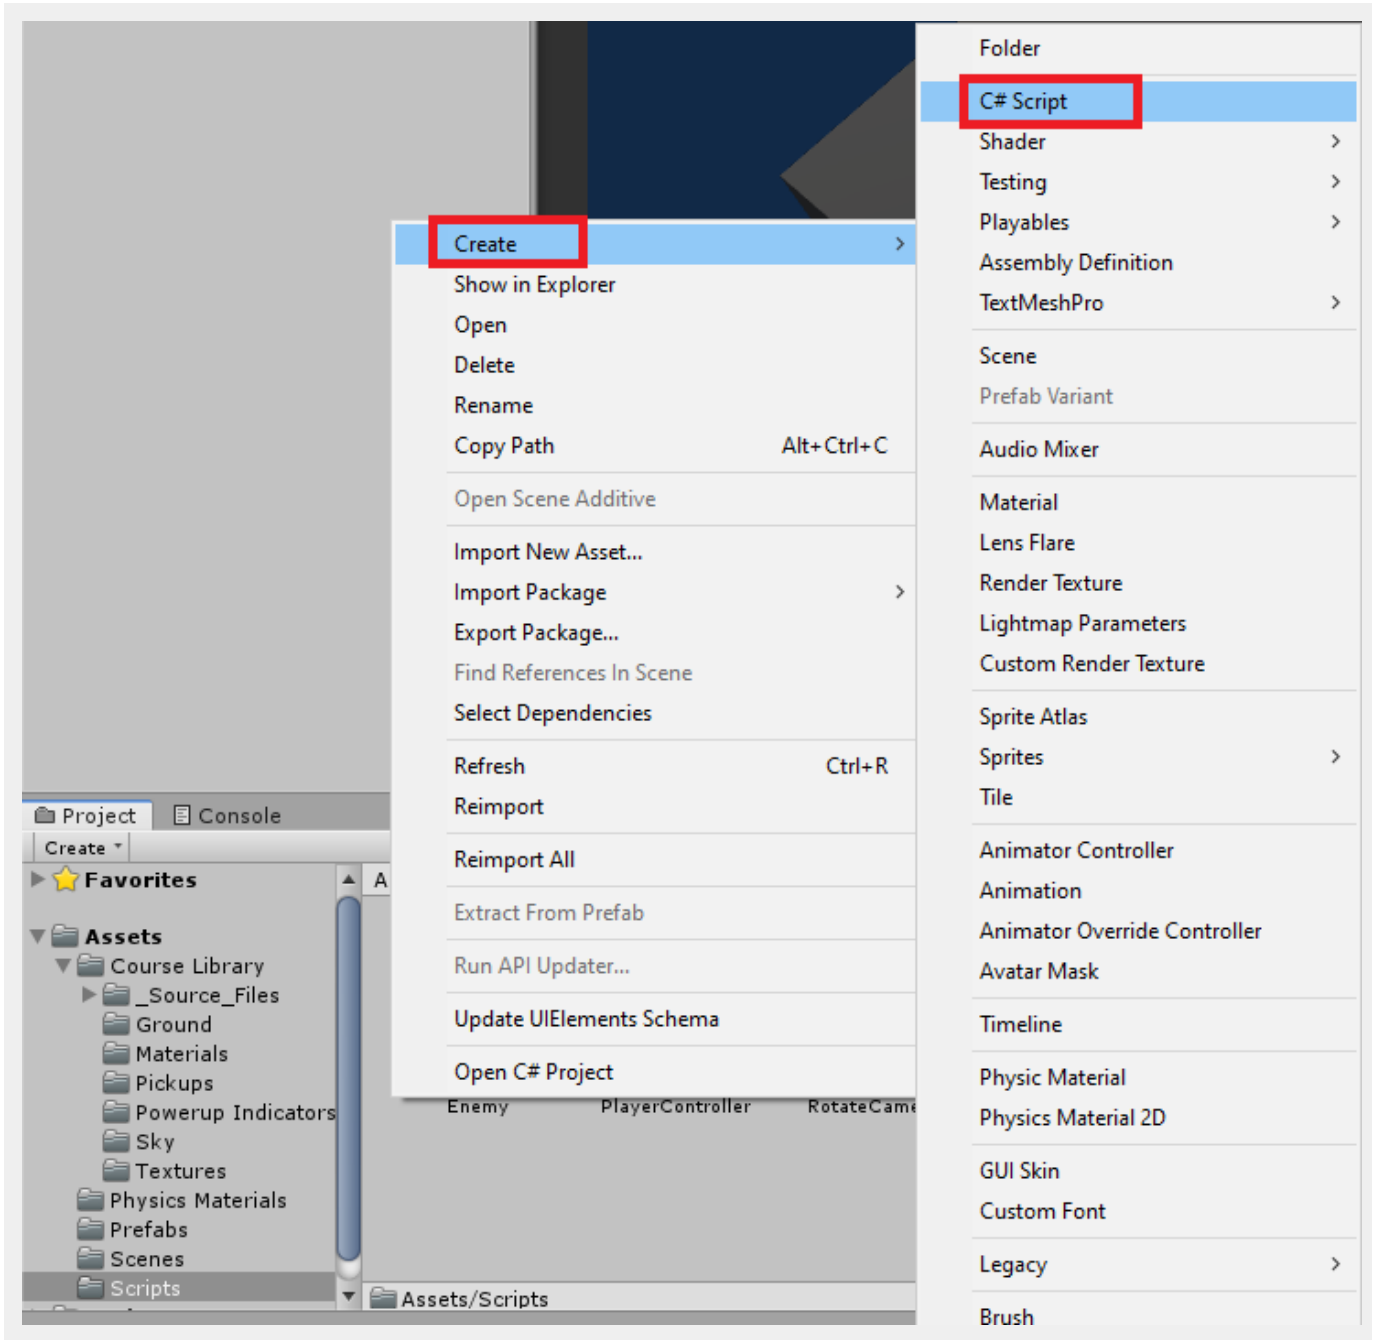 Folder
C# Script
Shader
Testing
Playables
Assembly Definition
TextMeshPro
Scene
Prefab Variant
Audio Mixer
Material
Lens Flare
Render Texture
Lightmap Parameters
Custom Render Texture
Sprite Atlas
Sprites
Tile
Animator Controller
Animation
Animator Override Controller
Avatar Mask
Timeline
Physic Material
Physics Material 2D
GUI Skin
Custom Font
Legacy
Brush
Create
Show in Explorer
Open
Delete
Rename
Copy Path Alt+Ctrl+C
Open Scene Additive
Import New Asset...
Import Package
Export Package...
Find References In Scene
Select Dependencies
Refresh Ctrl+R
Reimport
Reimport All
Extract From Prefab
Run API Updater...
Update UIElements Schema
Open C# Project
Project Console
Create
Favorites
A
Assets
Course Library
_Source_Files
Ground
Materials
Pickups
Powerup Indicators
Sky
Textures
Physics Materials
Prefabs
Scenes
Scripts
Enemy PlayerController RotateCame
Assets/Scripts